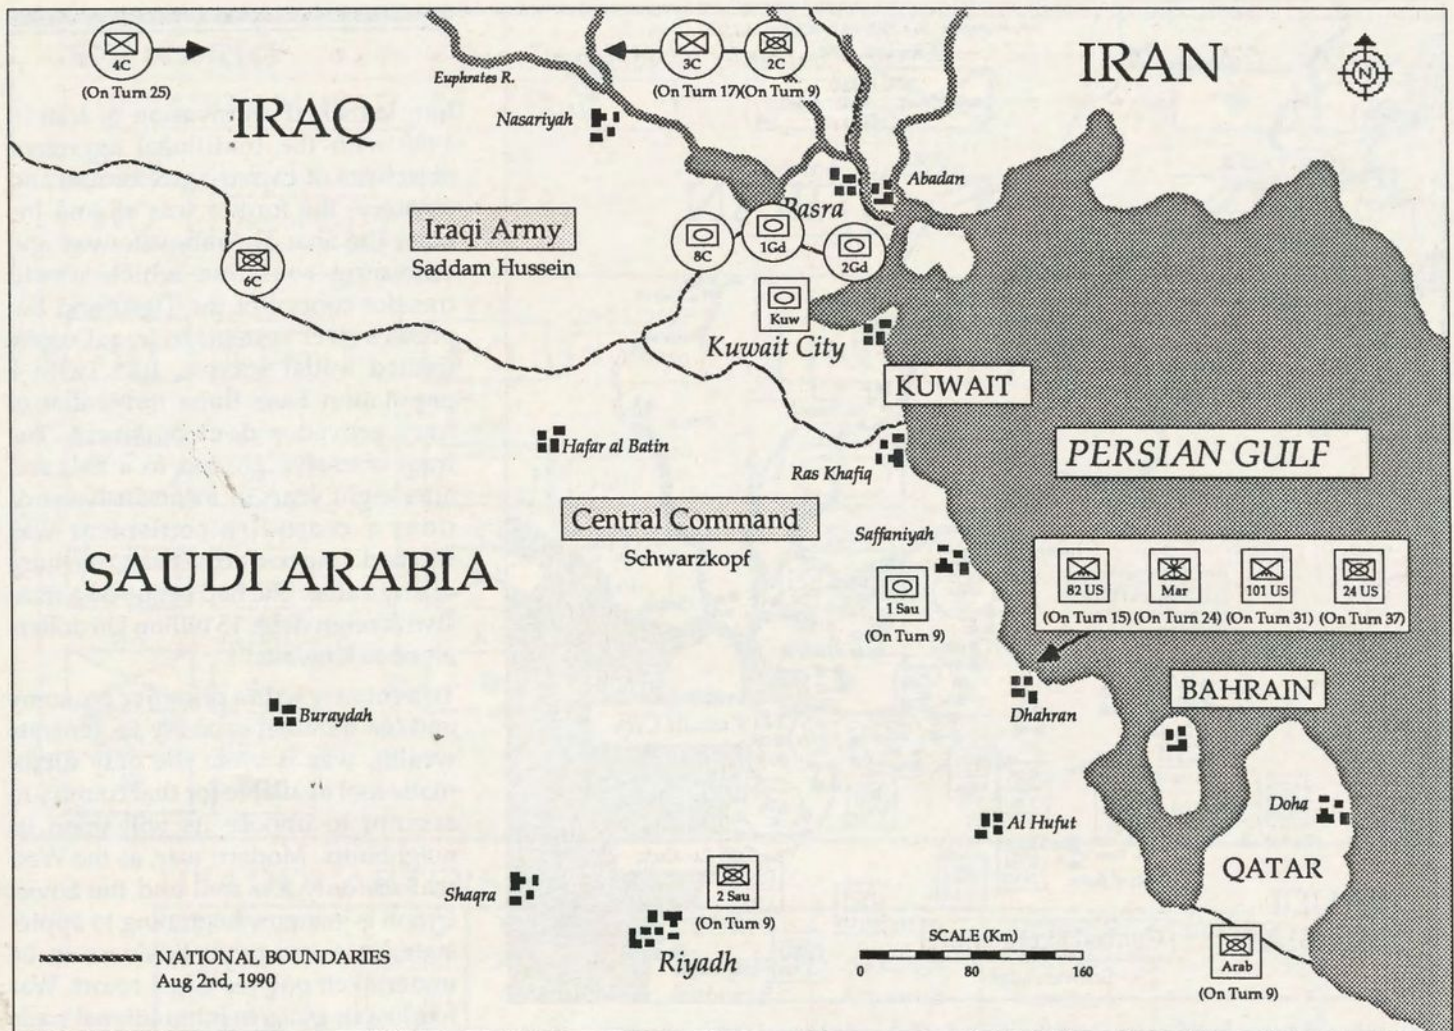 4C
(On Turn 25)
IRAQ
Euphrates R.
3C
2C
(On Turn 17)(On Turn 9)
IRAN
N
Nasariyah
Abadan
Basra
Iraqi Army
Saddam Hussein
6C
8C
1Gd
2Gd
Kuw
Kuwait City
KUWAIT
Hafar al Batin
Ras Khafiq
PERSIAN GULF
Central Command
Schwarzkopf
SAUDI ARABIA
Saffaniyah
1 Sau
(On Turn 9)
82 US
Mar
101 US
24 US
(On Turn 15) (On Turn 24) (On Turn 31) (On Turn 37)
Dhahran
BAHRAIN
Buraydah
Doha
Al Hufut
QATAR
Shaqra
2 Sau
(On Turn 9)
Riyadh
SCALE (Km)
0 80 160
Arab
(On Turn 9)
NATIONAL BOUNDARIES
Aug 2nd, 1990